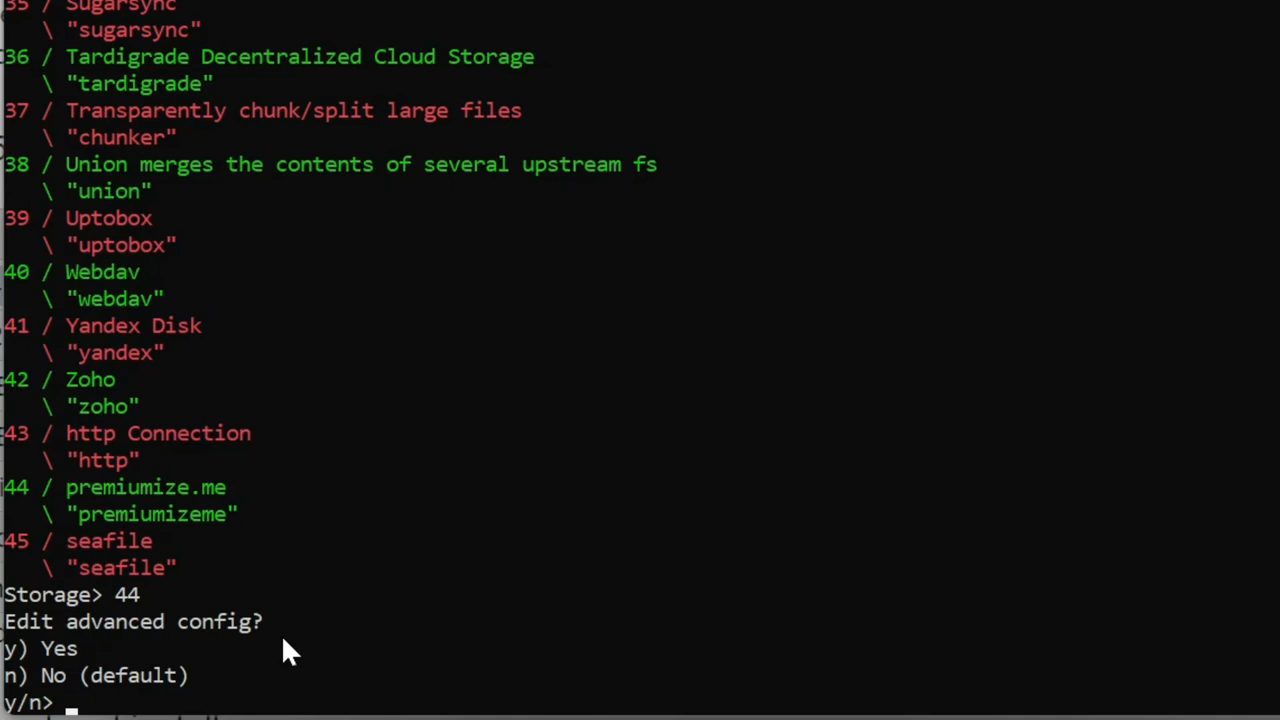 35 / Sugarsync
\ "sugarsync"
36 / Tardigrade Decentralized Cloud Storage
\ "tardigrade"
37 / Transparently chunk/split large files
\ "chunker"
38 / Union merges the contents of several upstream fs
\ "union"
39 / Uptobox
\ "uptobox"
40 / Webdav
\ "webdav"
41 / Yandex Disk
\ "yandex"
42 / Zoho
\ "zoho"
43 / http Connection
\ "http"
44 / premiumize.me
\ "premiumizeme"
45 / seafile
\ "seafile"
Storage> 44
Edit advanced config?
y) Yes
n) No (default)
y/n>